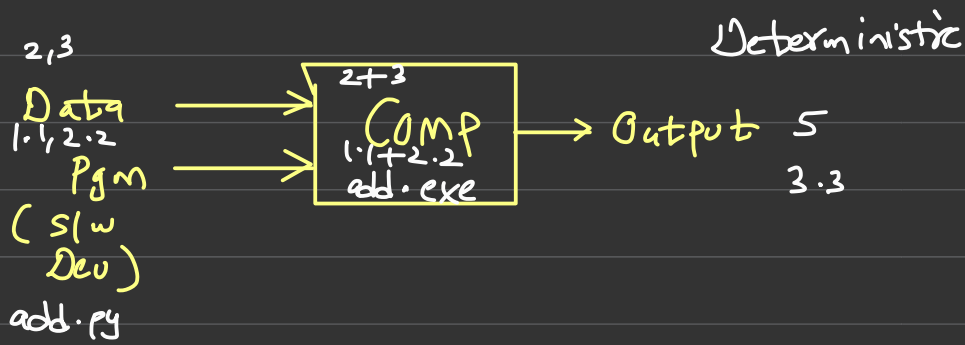 Deterministic
2,3
Data
1.1, 2.2
Pgm
(S/w
Dev)
add.py
2+3
Comp
1.1+2.2
add.exe
Output 5
3.3